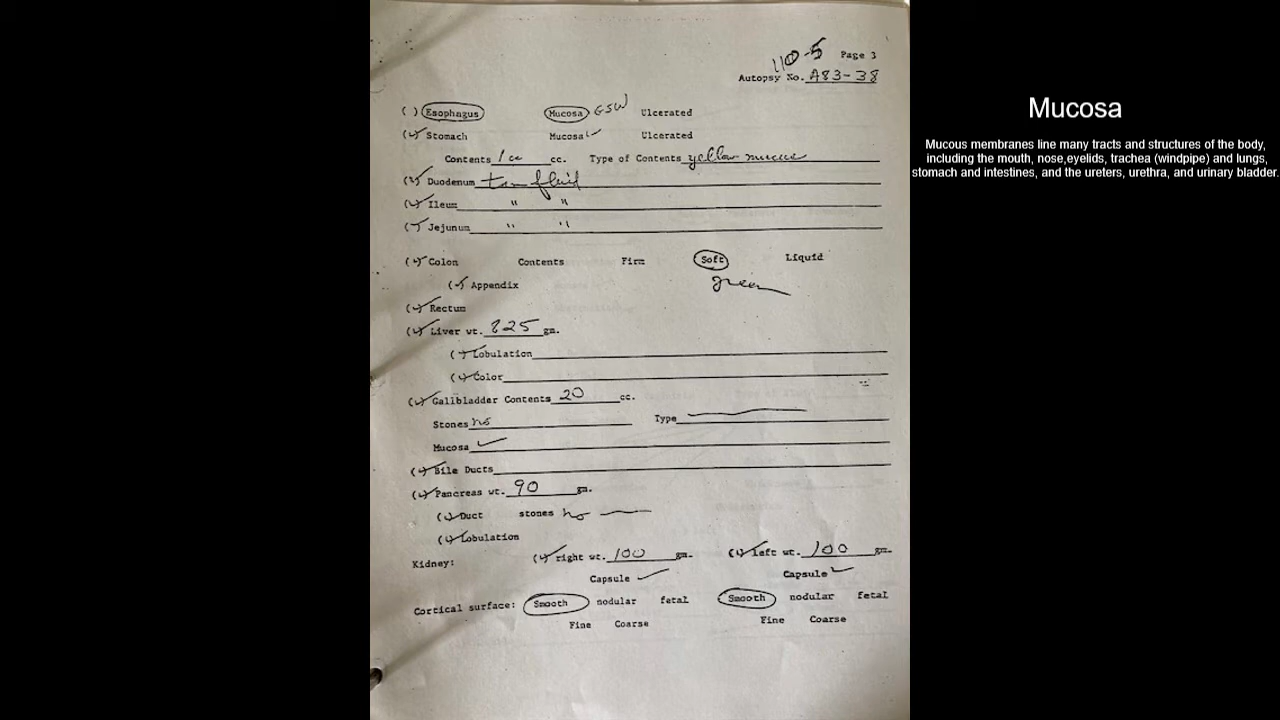 110-5 Page 3
Autopsy No. A83-38
( ) Esophagus Mucosa GSW Ulcerated
(✓) Stomach Mucosa ✓ Ulcerated
Contents 1 cc cc. Type of Contents yellow mucus
(✓) Duodenum tan fluid
(✓) Ileum " "
(✓) Jejunum " "
(✓) Colon Contents Firm Soft Liquid
(✓) Appendix green
(✓) Rectum
(✓) Liver wt. 825 gm.
(✓) Lobulation
(✓) Color
(✓) Gallbladder Contents 20 cc.
Stones no Type —
Mucosa ✓
(✓) Bile Ducts
(✓) Pancreas wt. 90 gm.
(✓) Duct stones no —
(✓) Lobulation
Kidney: (✓) right wt. 100 gm. (✓) left wt. 100 gm.
Capsule ✓ Capsule ✓
Cortical surface: Smooth nodular fetal Smooth nodular fetal
Fine Coarse Fine Coarse
Mucosa
Mucous membranes line many tracts and structures of the body,
including the mouth, nose,eyelids, trachea (windpipe) and lungs,
stomach and intestines, and the ureters, urethra, and urinary bladder.